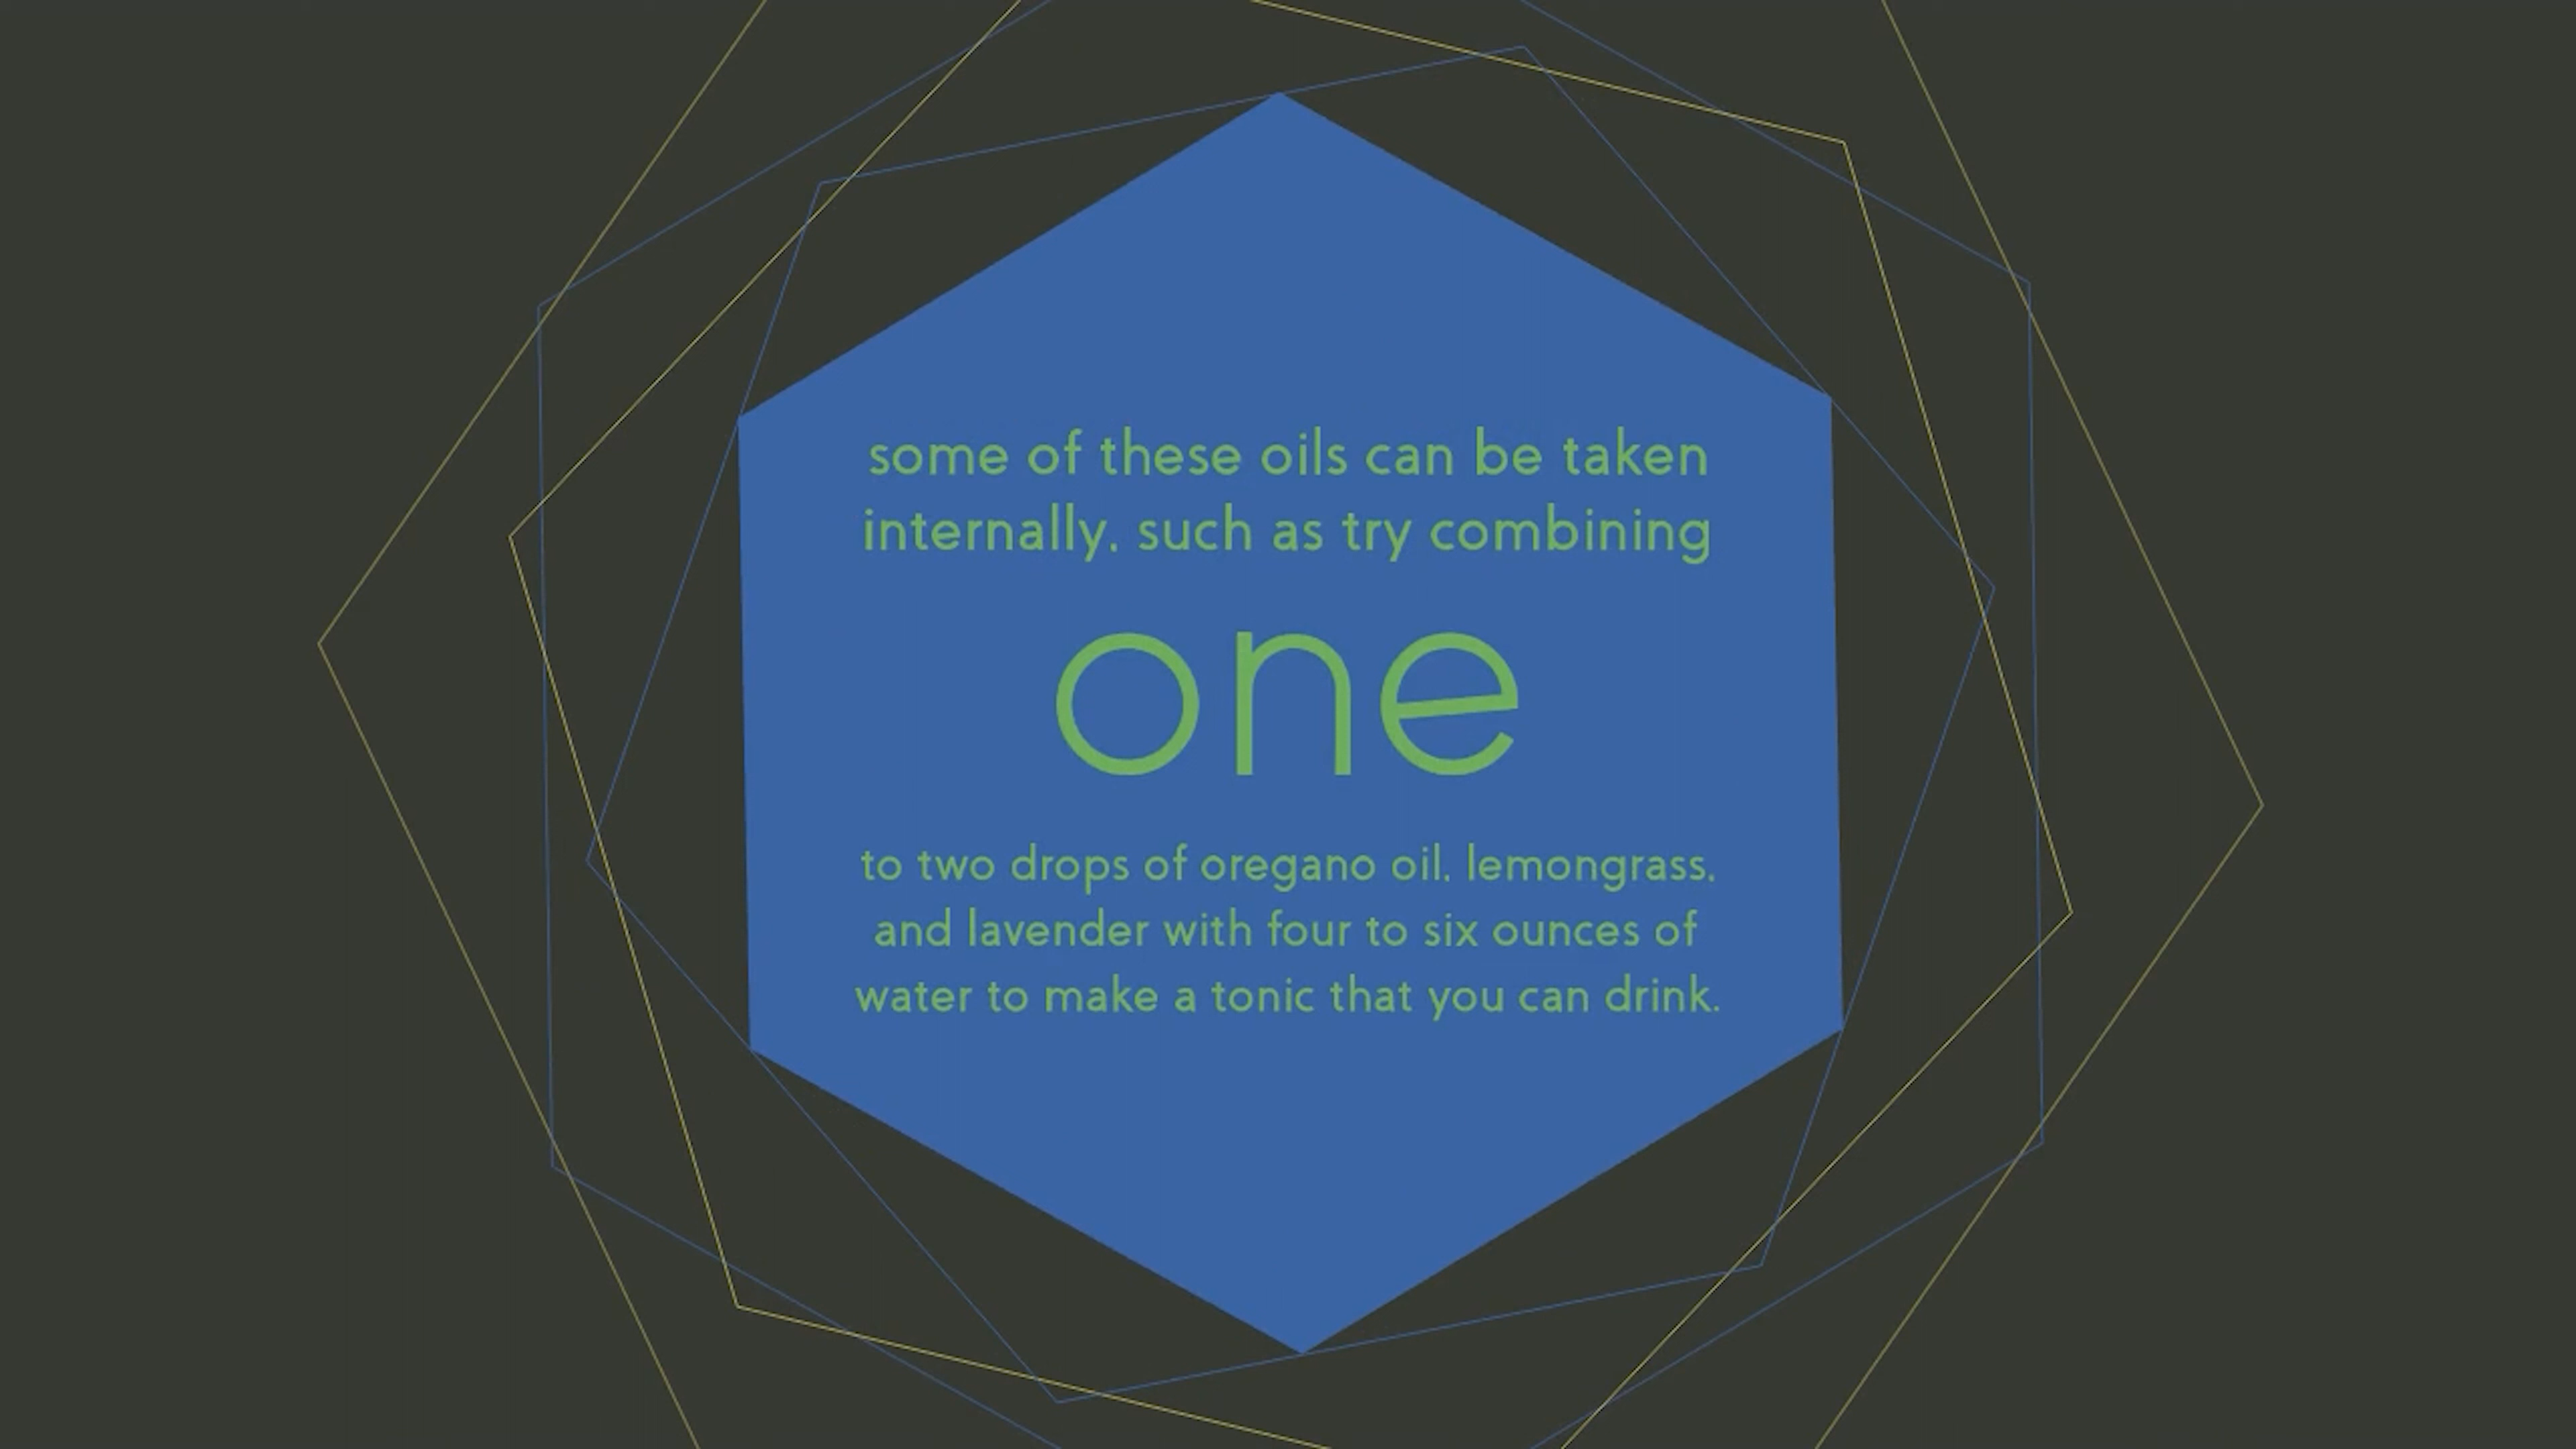 some of these oils can be taken
internally, such as try combining
one
to two drops of oregano oil, lemongrass,
and lavender with four to six ounces of
water to make a tonic that you can drink.